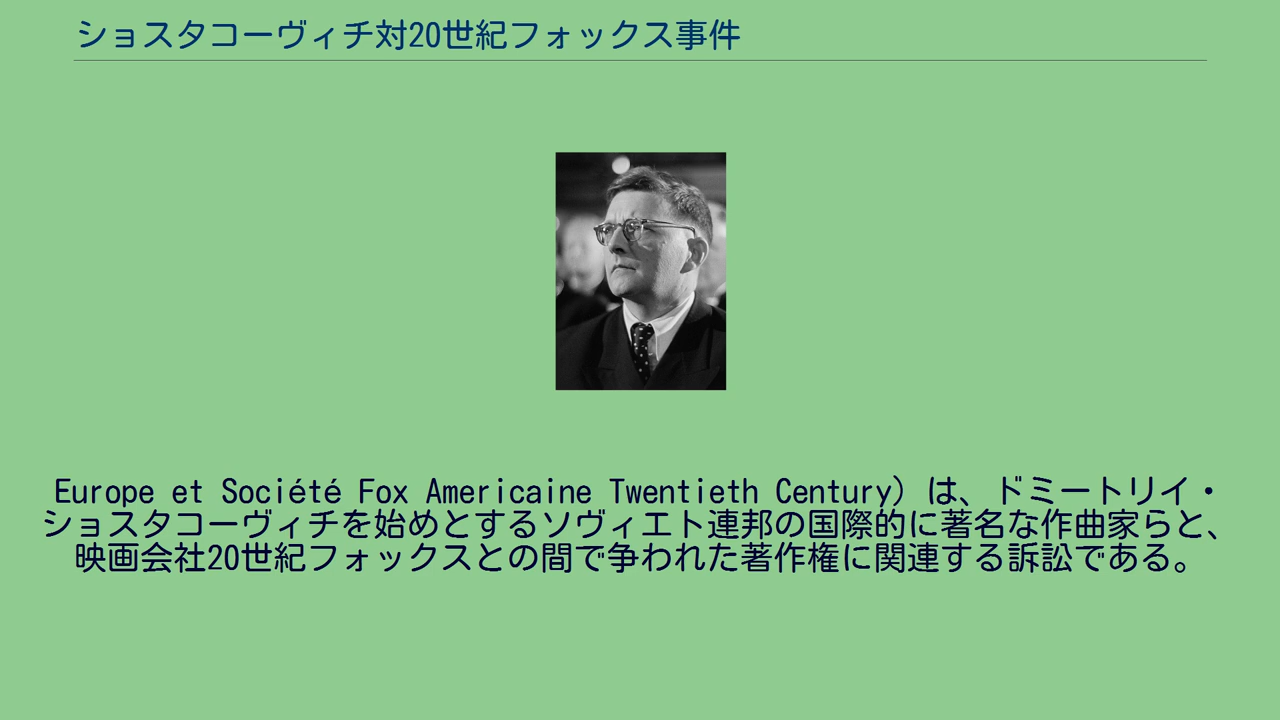 ショスタコーヴィチ対20世紀フォックス事件
Europe et Société Fox Americaine Twentieth Century) は、ドミートリイ・
ショスタコーヴィチを始めとするソヴィエト連邦の国際的に著名な作曲家らと、
映画会社20世紀フォックスとの間で争われた著作権に関連する訴訟である。